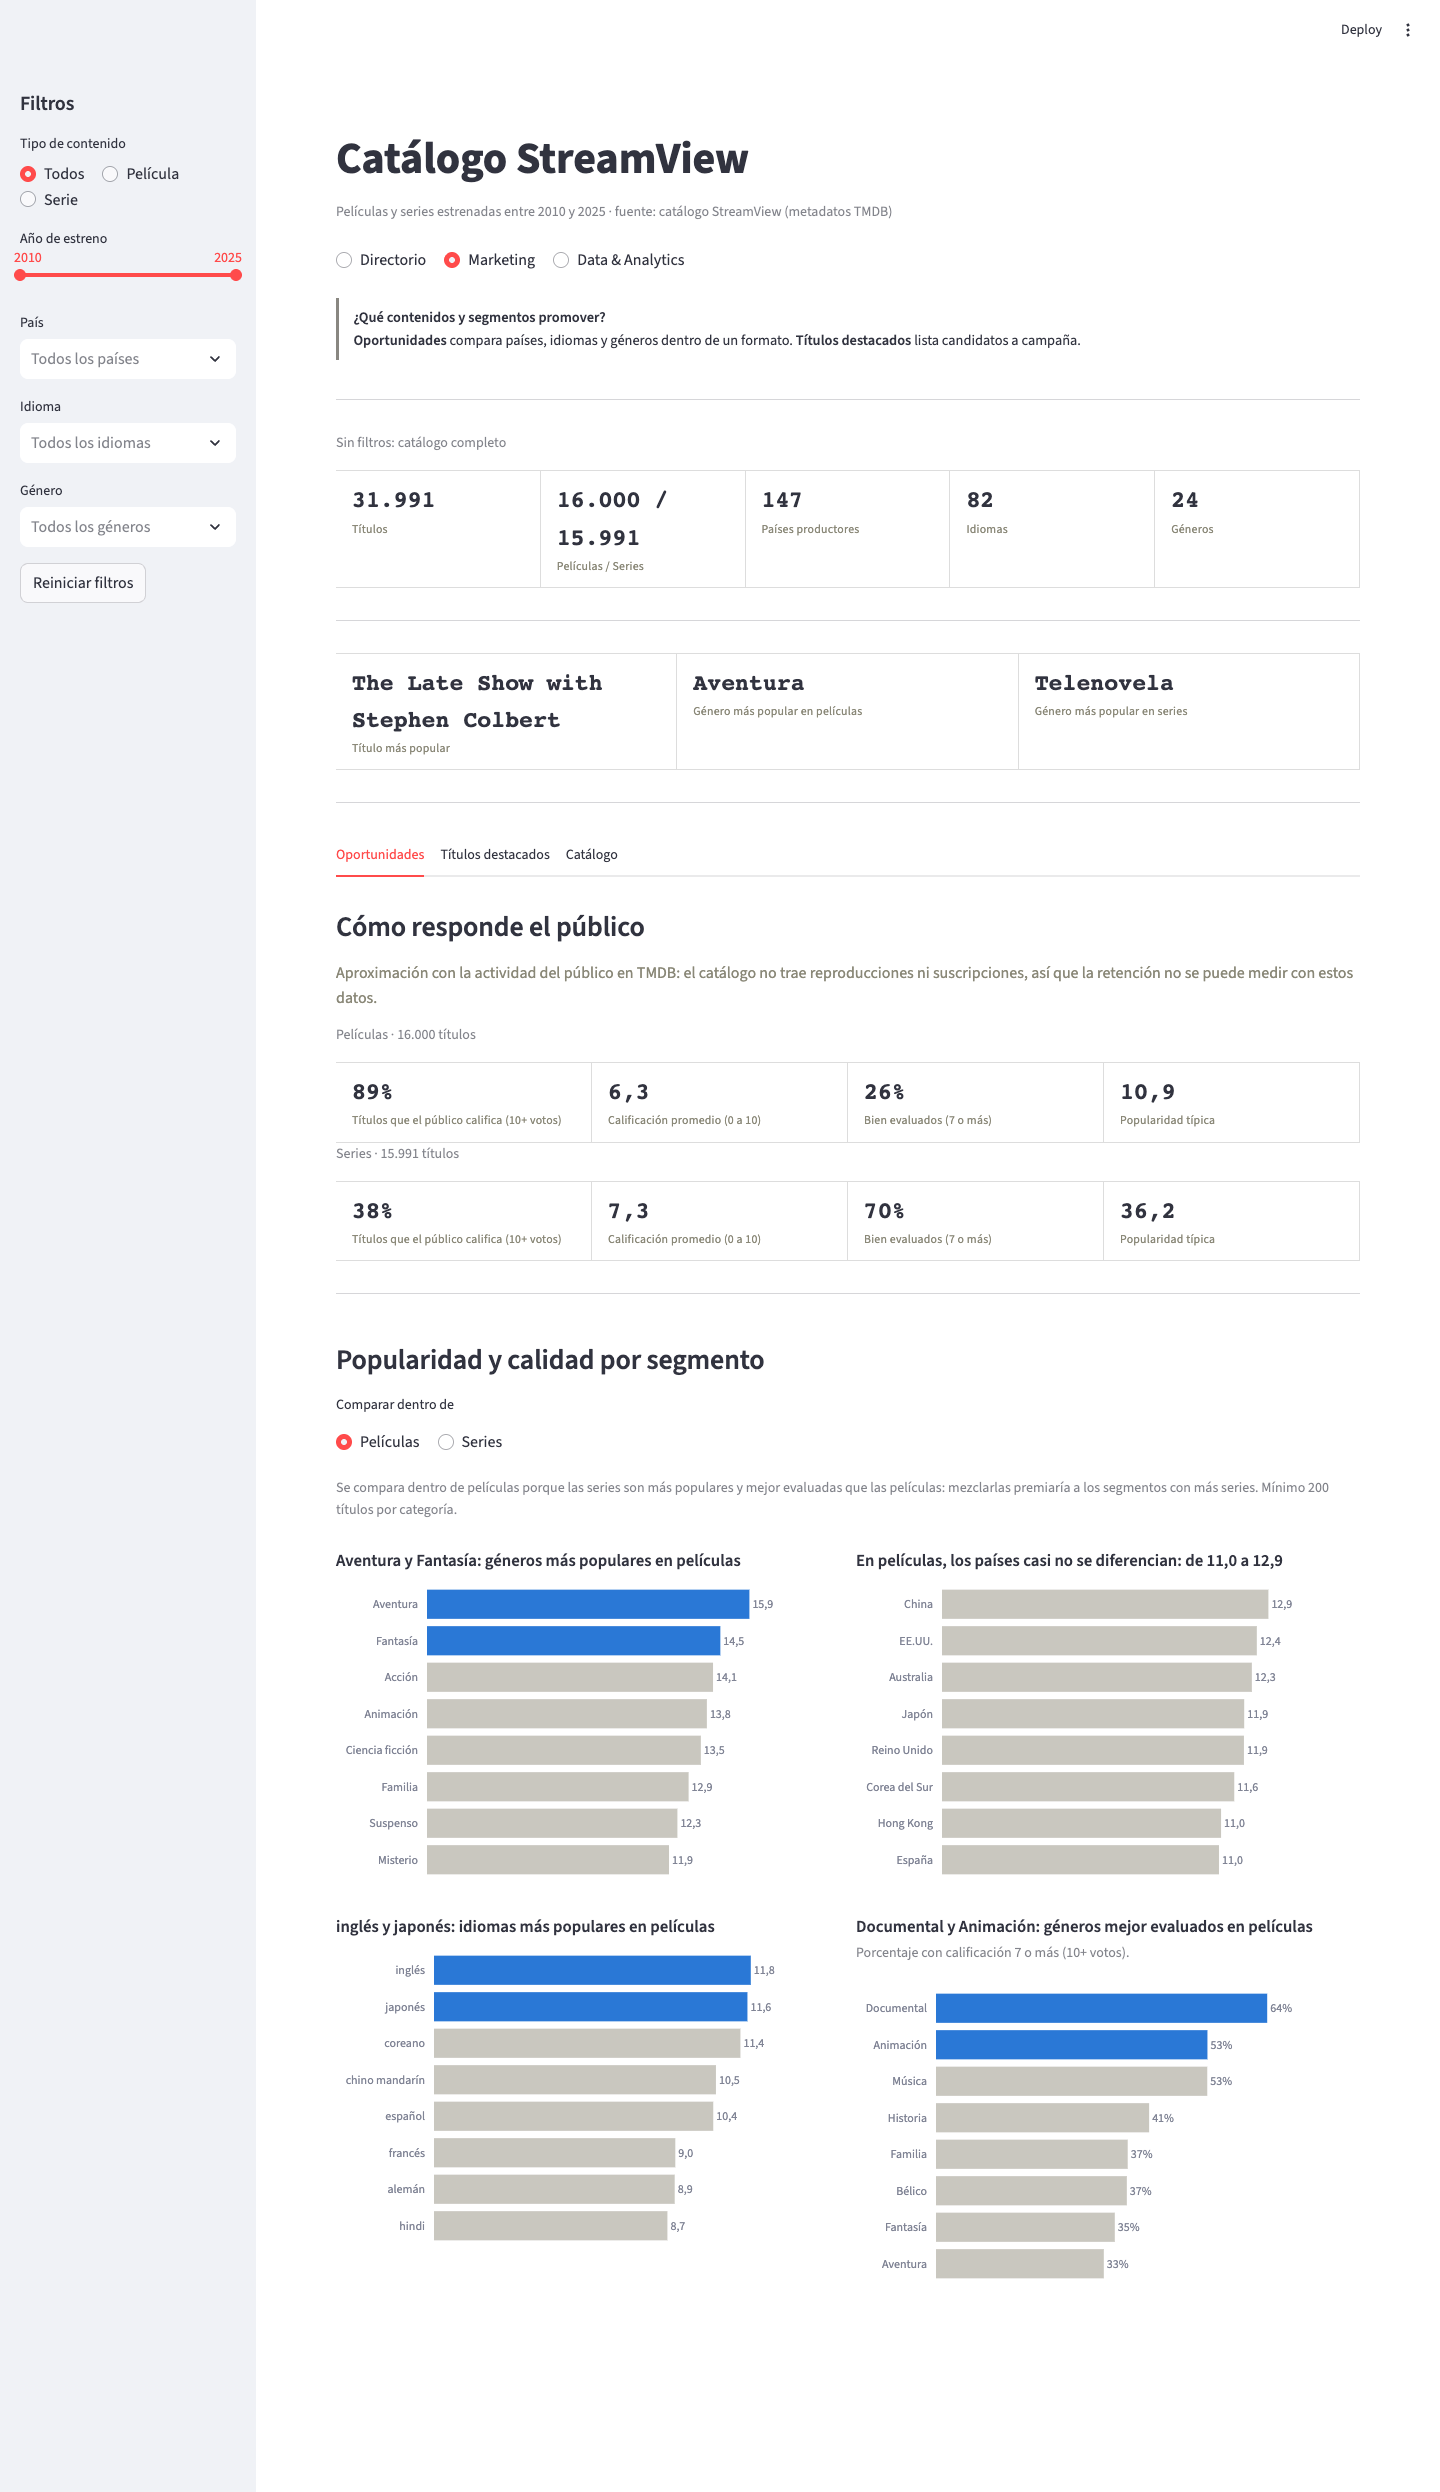 Deploy
Filtros
Tipo de contenido
Todos
Película
Serie
Año de estreno
2010
2025
País
Todos los países
Idioma
Todos los idiomas
Género
Todos los géneros
Reiniciar filtros
Catálogo StreamView
Películas y series estrenadas entre 2010 y 2025 · fuente: catálogo StreamView (metadatos TMDB)
Directorio
Marketing
Data & Analytics
¿Qué contenidos y segmentos promover?
Oportunidades compara países, idiomas y géneros dentro de un formato. Títulos destacados lista candidatos a campaña.
Sin filtros: catálogo completo
31.991
Títulos
16.000 /
15.991
Películas / Series
147
Países productores
82
Idiomas
24
Géneros
The Late Show with
Stephen Colbert
Título más popular
Aventura
Género más popular en películas
Telenovela
Género más popular en series
Oportunidades
Títulos destacados
Catálogo
Cómo responde el público
Aproximación con la actividad del público en TMDB: el catálogo no trae reproducciones ni suscripciones, así que la retención no se puede medir con estos
datos.
Películas · 16.000 títulos
89%
Títulos que el público califica (10+ votos)
6,3
Calificación promedio (0 a 10)
26%
Bien evaluados (7 o más)
10,9
Popularidad típica
Series · 15.991 títulos
38%
Títulos que el público califica (10+ votos)
7,3
Calificación promedio (0 a 10)
70%
Bien evaluados (7 o más)
36,2
Popularidad típica
Popularidad y calidad por segmento
Comparar dentro de
Películas
Series
Se compara dentro de películas porque las series son más populares y mejor evaluadas que las películas: mezclarlas premiaría a los segmentos con más series. Mínimo 200
títulos por categoría.
Aventura y Fantasía: géneros más populares en películas
Aventura 15,9
Fantasía 14,5
Acción 14,1
Animación 13,8
Ciencia ficción 13,5
Familia 12,9
Suspenso 12,3
Misterio 11,9
En películas, los países casi no se diferencian: de 11,0 a 12,9
China 12,9
EE.UU. 12,4
Australia 12,3
Japón 11,9
Reino Unido 11,9
Corea del Sur 11,6
Hong Kong 11,0
España 11,0
inglés y japonés: idiomas más populares en películas
inglés 11,8
japonés 11,6
coreano 11,4
chino mandarín 10,5
español 10,4
francés 9,0
alemán 8,9
hindi 8,7
Documental y Animación: géneros mejor evaluados en películas
Porcentaje con calificación 7 o más (10+ votos).
Documental 64%
Animación 53%
Música 53%
Historia 41%
Familia 37%
Bélico 37%
Fantasía 35%
Aventura 33%